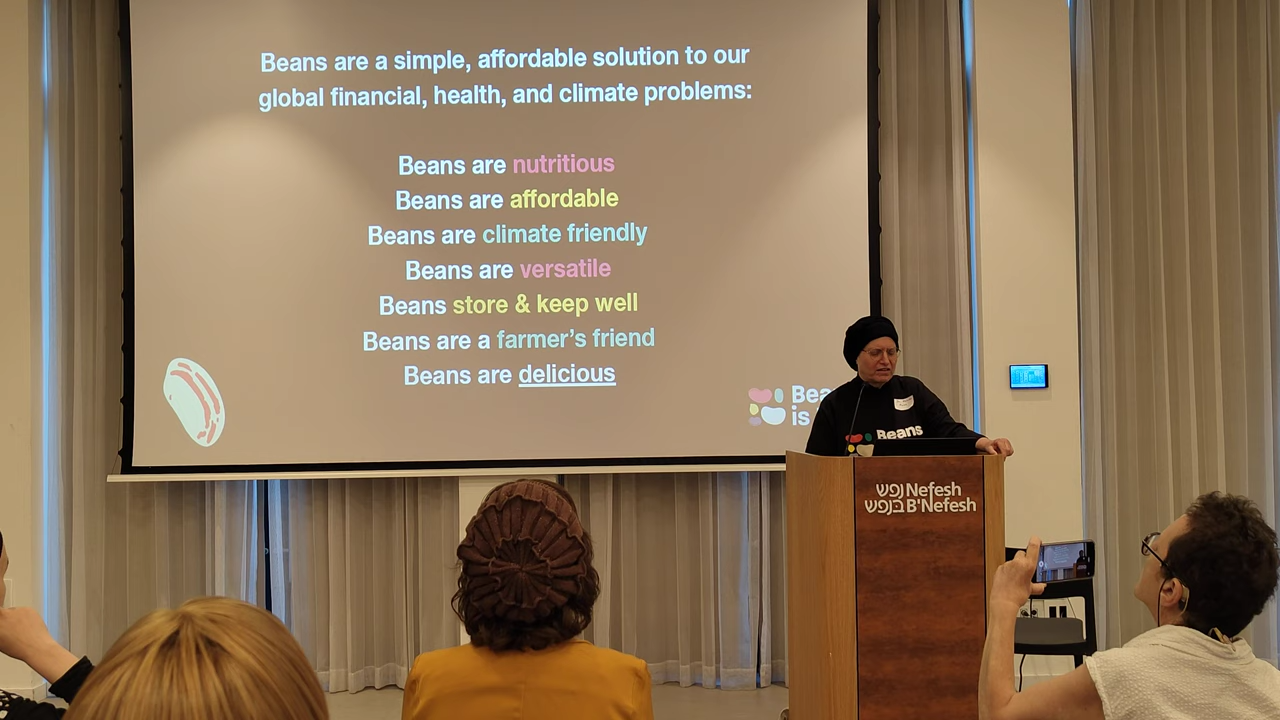 Beans are a simple, affordable solution to our
global financial, health, and climate problems:
Beans are nutritious
Beans are affordable
Beans are climate friendly
Beans are versatile
Beans store & keep well
Beans are a farmer's friend
Beans are delicious
is
Beans
נפש Nefesh
בנפש B'Nefesh